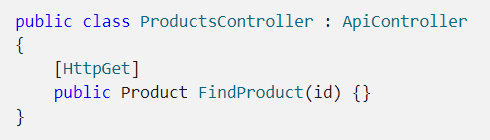 public class ProductsController : ApiController
{
    [HttpGet]
    public Product FindProduct(id) {}
}